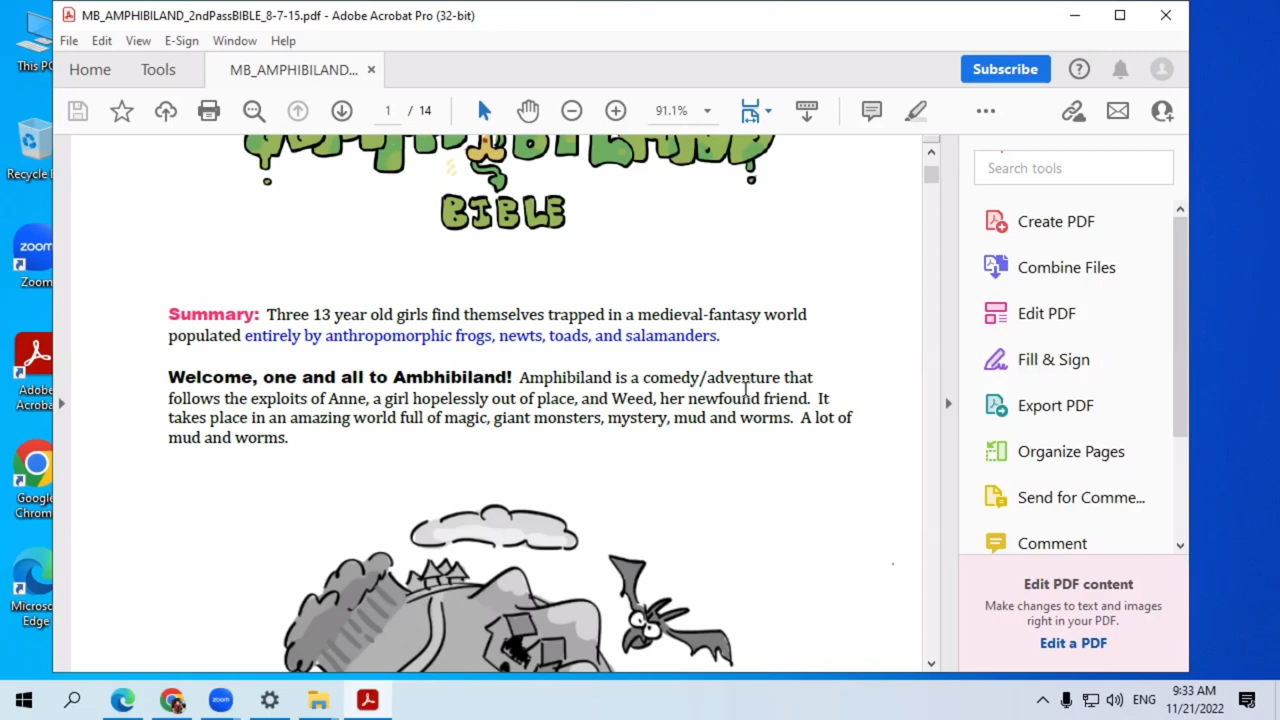 MB_AMPHIBILAND_2ndPassBIBLE_8-7-15.pdf - Adobe Acrobat Pro (32-bit)
File Edit View E-Sign Window Help
Home Tools MB_AMPHIBILAND... ×
Subscribe
1 / 14 91.1%
BIBLE
Summary: Three 13 year old girls find themselves trapped in a medieval-fantasy world
populated entirely by anthropomorphic frogs, newts, toads, and salamanders.
Welcome, one and all to Ambhibiland! Amphibiland is a comedy/adventure that
follows the exploits of Anne, a girl hopelessly out of place, and Weed, her newfound friend. It
takes place in an amazing world full of magic, giant monsters, mystery, mud and worms. A lot of
mud and worms.
Search tools
Create PDF
Combine Files
Edit PDF
Fill & Sign
Export PDF
Organize Pages
Send for Comme...
Comment
Edit PDF content
Make changes to text and images
right in your PDF.
Edit a PDF
This PC
Recycle
zoom
Zoom
Adobe
Acroba
Google
Chrom
Micros
Edge
zoom
ENG
9:33 AM
11/21/2022